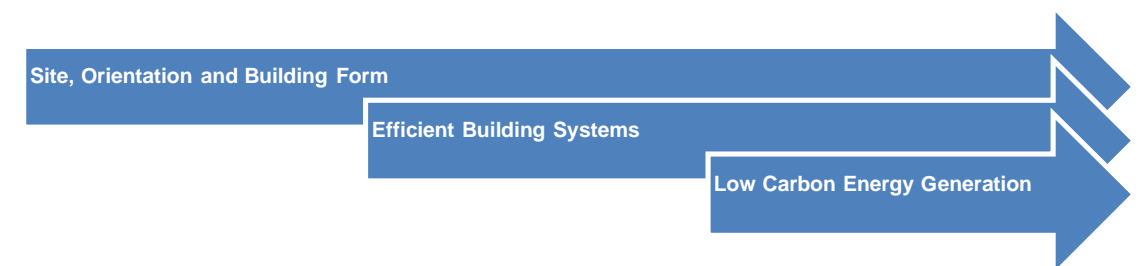 Site, Orientation and Building Form
Efficient Building Systems
Low Carbon Energy Generation